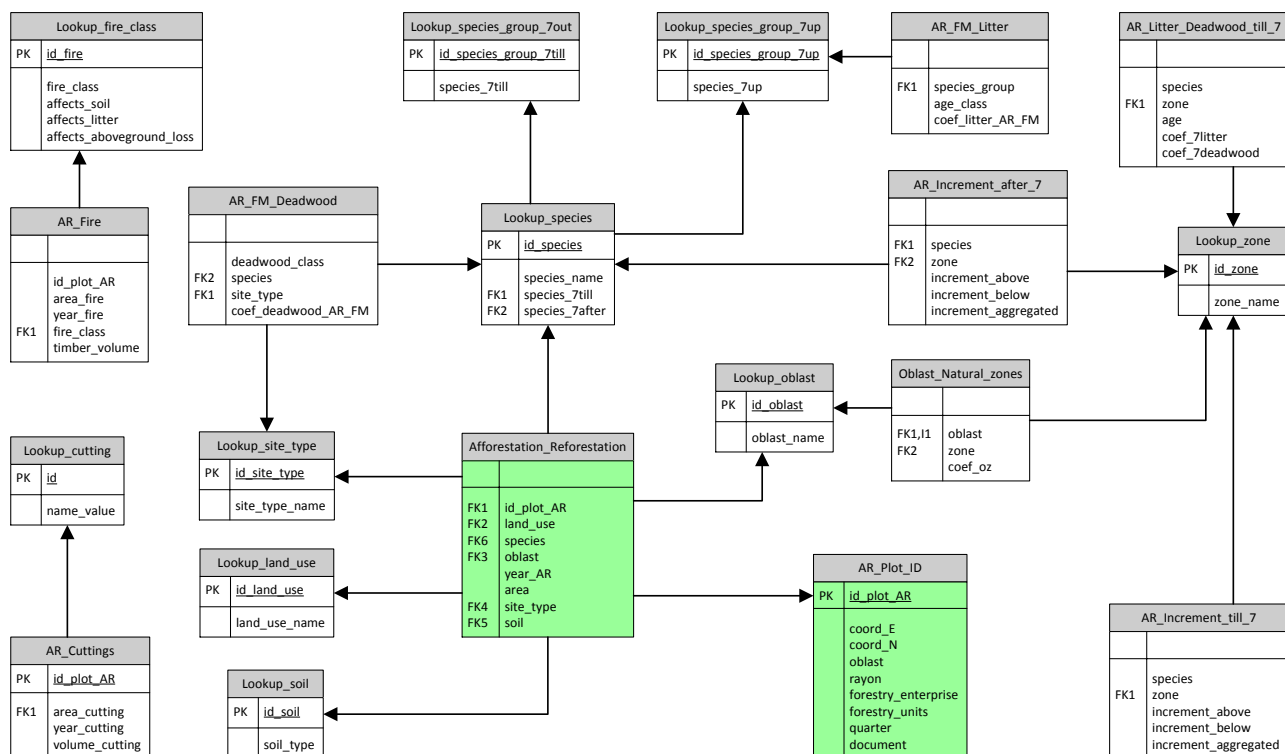 Lookup_fire_class
PK id_fire
fire_class
affects_soil
affects_litter
affects_aboveground_loss
Lookup_species_group_7out
PK id_species_group_7till
species_7till
Lookup_species_group_7up
PK id_species_group_7up
species_7up
AR_FM_Litter
FK1 species_group
age_class
coef_litter_AR_FM
AR_Litter_Deadwood_till_7
species
FK1 zone
age
coef_7litter
coef_7deadwood
AR_Fire
id_plot_AR
area_fire
year_fire
FK1 fire_class
timber_volume
AR_FM_Deadwood
deadwood_class
FK2 species
FK1 site_type
coef_deadwood_AR_FM
Lookup_species
PK id_species
species_name
FK1 species_7till
FK2 species_7after
AR_Increment_after_7
FK1 species
FK2 zone
increment_above
increment_below
increment_aggregated
Lookup_zone
PK id_zone
zone_name
Lookup_oblast
PK id_oblast
oblast_name
Oblast_Natural_zones
FK1,I1 oblast
FK2 zone
coef_oz
Lookup_cutting
PK id
name_value
Lookup_site_type
PK id_site_type
site_type_name
Afforestation_Reforestation
FK1 id_plot_AR
FK2 land_use
FK6 species
FK3 oblast
year_AR
area
FK4 site_type
FK5 soil
Lookup_land_use
PK id_land_use
land_use_name
AR_Plot_ID
PK id_plot_AR
coord_E
coord_N
oblast
rayon
forestry_enterprise
forestry_units
quarter
document
AR_Increment_till_7
species
FK1 zone
increment_above
increment_below
increment_aggregated
AR_Cuttings
PK id_plot_AR
FK1 area_cutting
year_cutting
volume_cutting
Lookup_soil
PK id_soil
soil_type